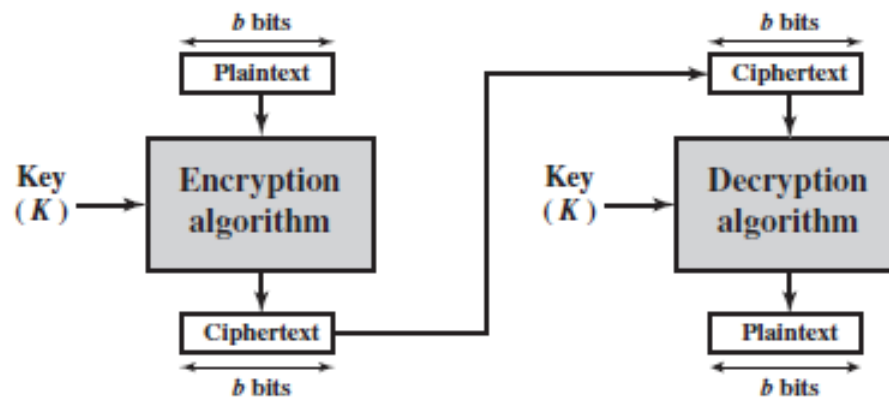 b bits
Plaintext
Key
(K)
Encryption
algorithm
Ciphertext
b bits
b bits
Ciphertext
Key
(K)
Decryption
algorithm
Plaintext
b bits